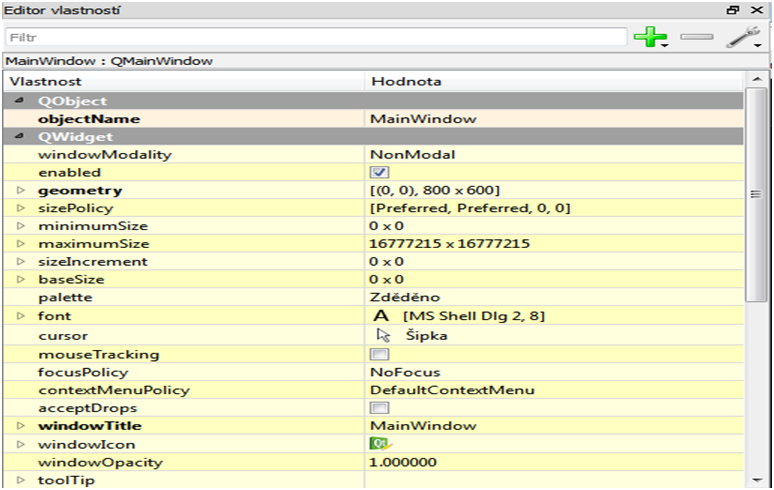 Editor vlastností
Filtr
MainWindow : QMainWindow
Vlastnost Hodnota
QObject
objectName MainWindow
QWidget
windowModality NonModal
enabled
geometry [(0, 0), 800 x 600]
sizePolicy [Preferred, Preferred, 0, 0]
minimumSize 0 x 0
maximumSize 16777215 x 16777215
sizeIncrement 0 x 0
baseSize 0 x 0
palette Zděděno
font A [MS Shell Dlg 2, 8]
cursor Šipka
mouseTracking
focusPolicy NoFocus
contextMenuPolicy DefaultContextMenu
acceptDrops
windowTitle MainWindow
windowIcon Qt
windowOpacity 1.000000
toolTip